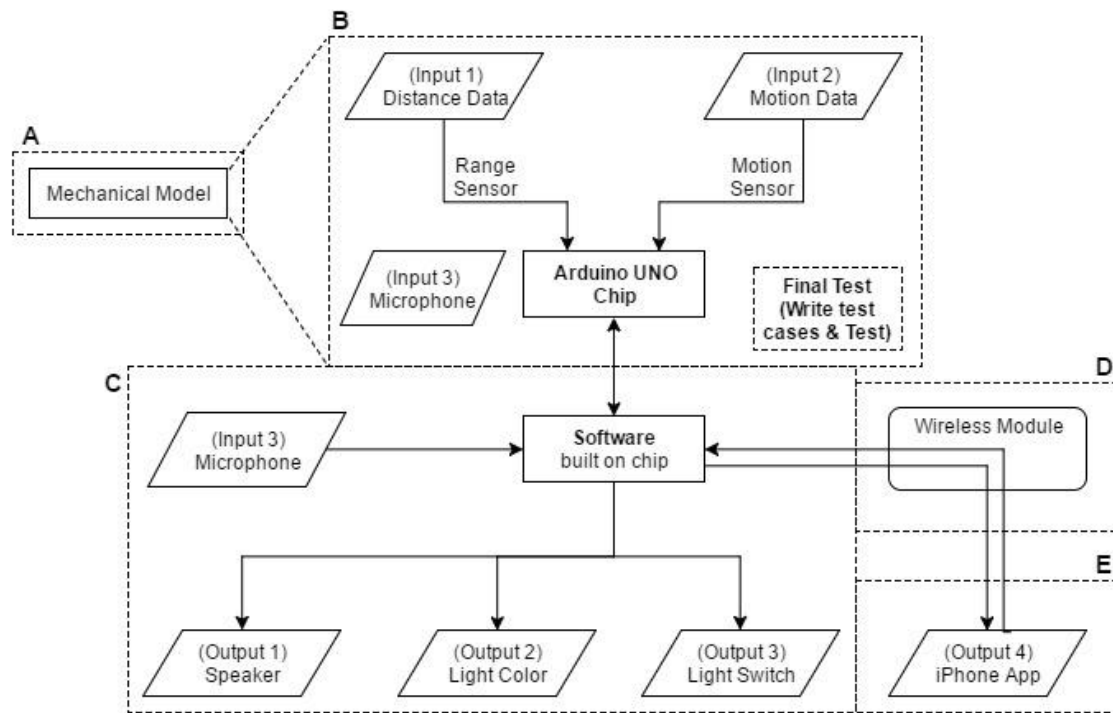 B
(Input 1)
Distance Data
(Input 2)
Motion Data
A
Mechanical Model
Range
Sensor
Motion
Sensor
(Input 3)
Microphone
Arduino UNO
Chip
Final Test
(Write test
cases & Test)
C
D
(Input 3)
Microphone
Software
built on chip
Wireless Module
E
(Output 1)
Speaker
(Output 2)
Light Color
(Output 3)
Light Switch
(Output 4)
iPhone App